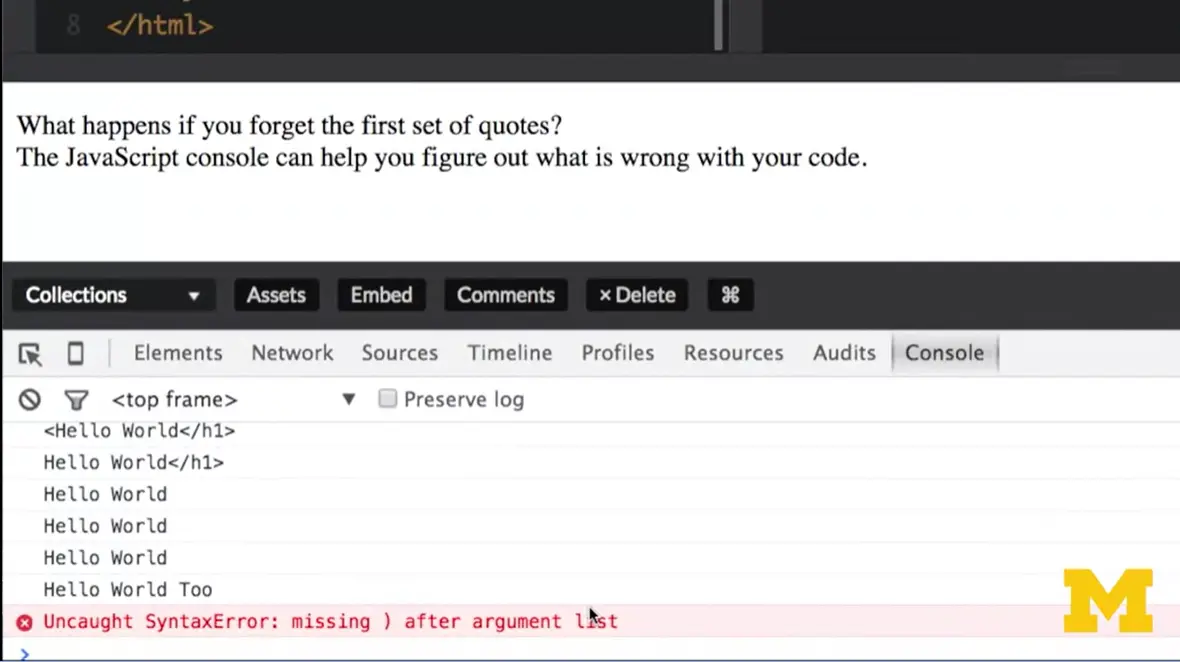 8 </html>
What happens if you forget the first set of quotes?
The JavaScript console can help you figure out what is wrong with your code.
Collections ▼ Assets Embed Comments × Delete ⌘
Elements Network Sources Timeline Profiles Resources Audits Console
<top frame> ▼ Preserve log
<Hello World</h1>
Hello World</h1>
Hello World
Hello World
Hello World
Hello World Too
Uncaught SyntaxError: missing ) after argument list
>
M